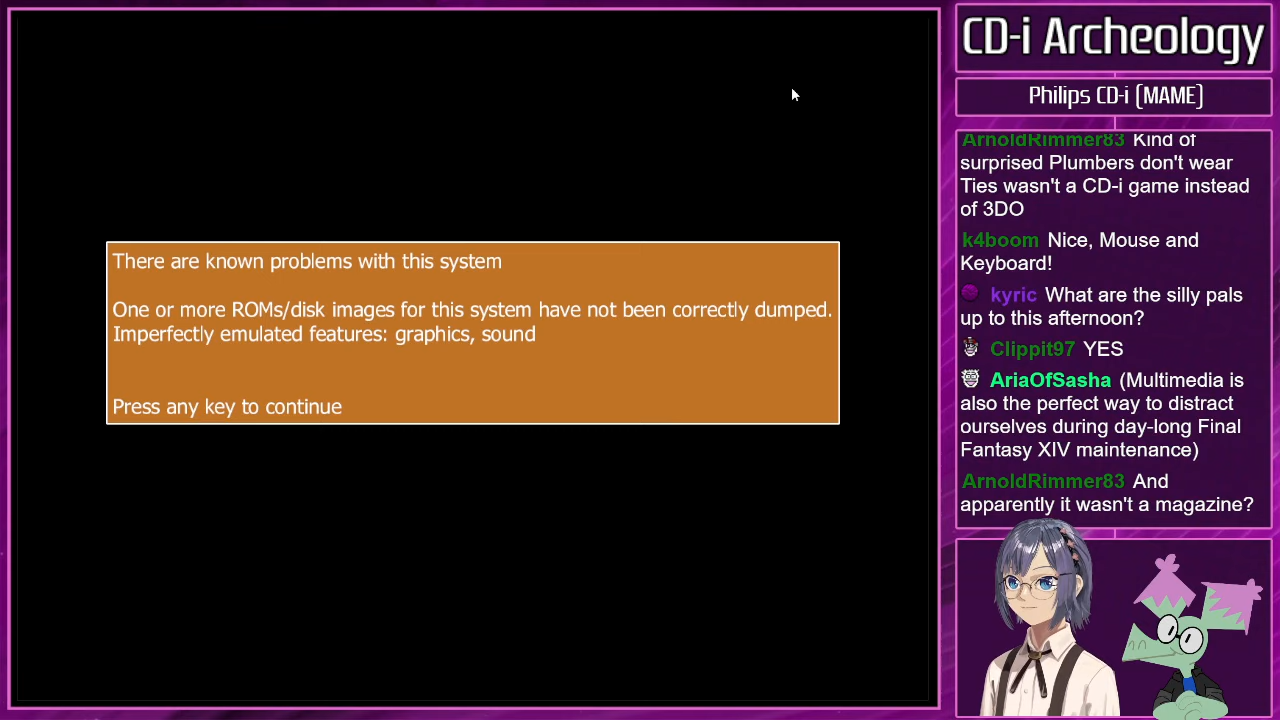 CD-i Archeology
Philips CD-i (MAME)
There are known problems with this system
One or more ROMs/disk images for this system have not been correctly dumped.
Imperfectly emulated features: graphics, sound
Press any key to continue
ArnoldRimmer83 Kind of
surprised Plumbers don't wear
Ties wasn't a CD-i game instead
of 3DO
k4boom Nice, Mouse and
Keyboard!
kyric What are the silly pals
up to this afternoon?
Clippit97 YES
AriaOfSasha (Multimedia is
also the perfect way to distract
ourselves during day-long Final
Fantasy XIV maintenance)
ArnoldRimmer83 And
apparently it wasn't a magazine?